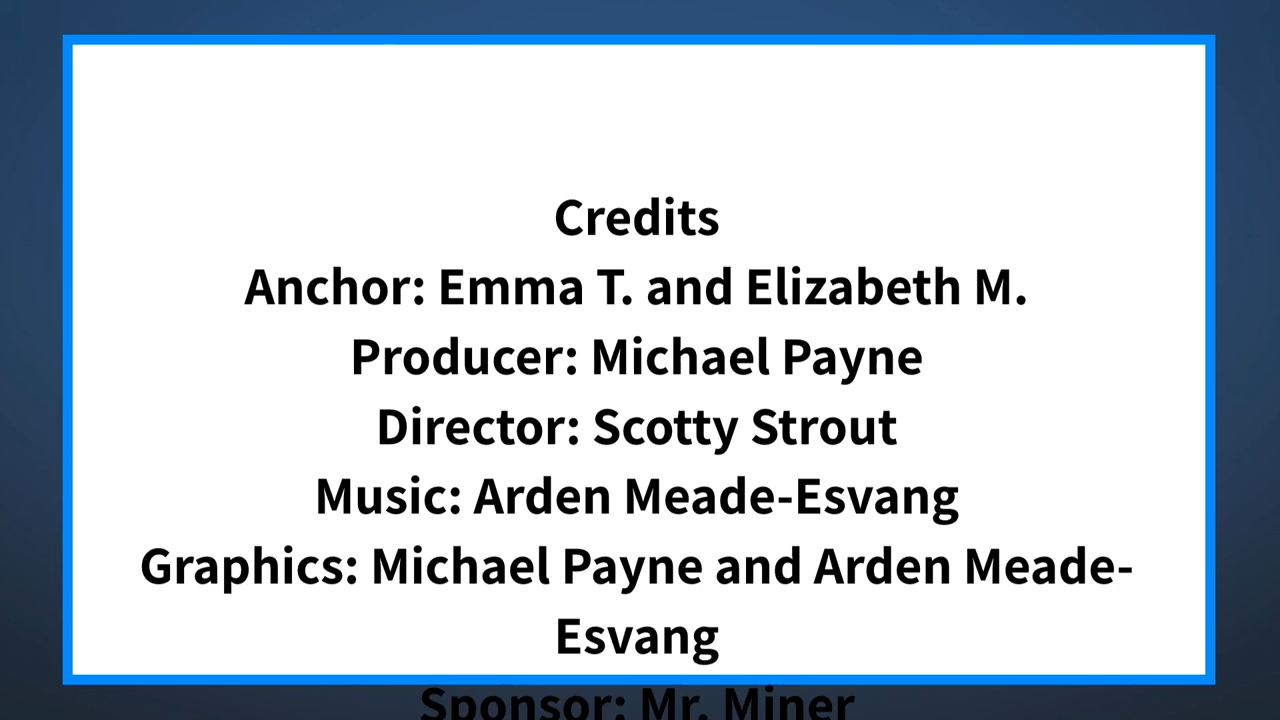 Credits
Anchor: Emma T. and Elizabeth M.
Producer: Michael Payne
Director: Scotty Strout
Music: Arden Meade-Esvang
Graphics: Michael Payne and Arden Meade-
Esvang
Sponsor: Mr. Miner